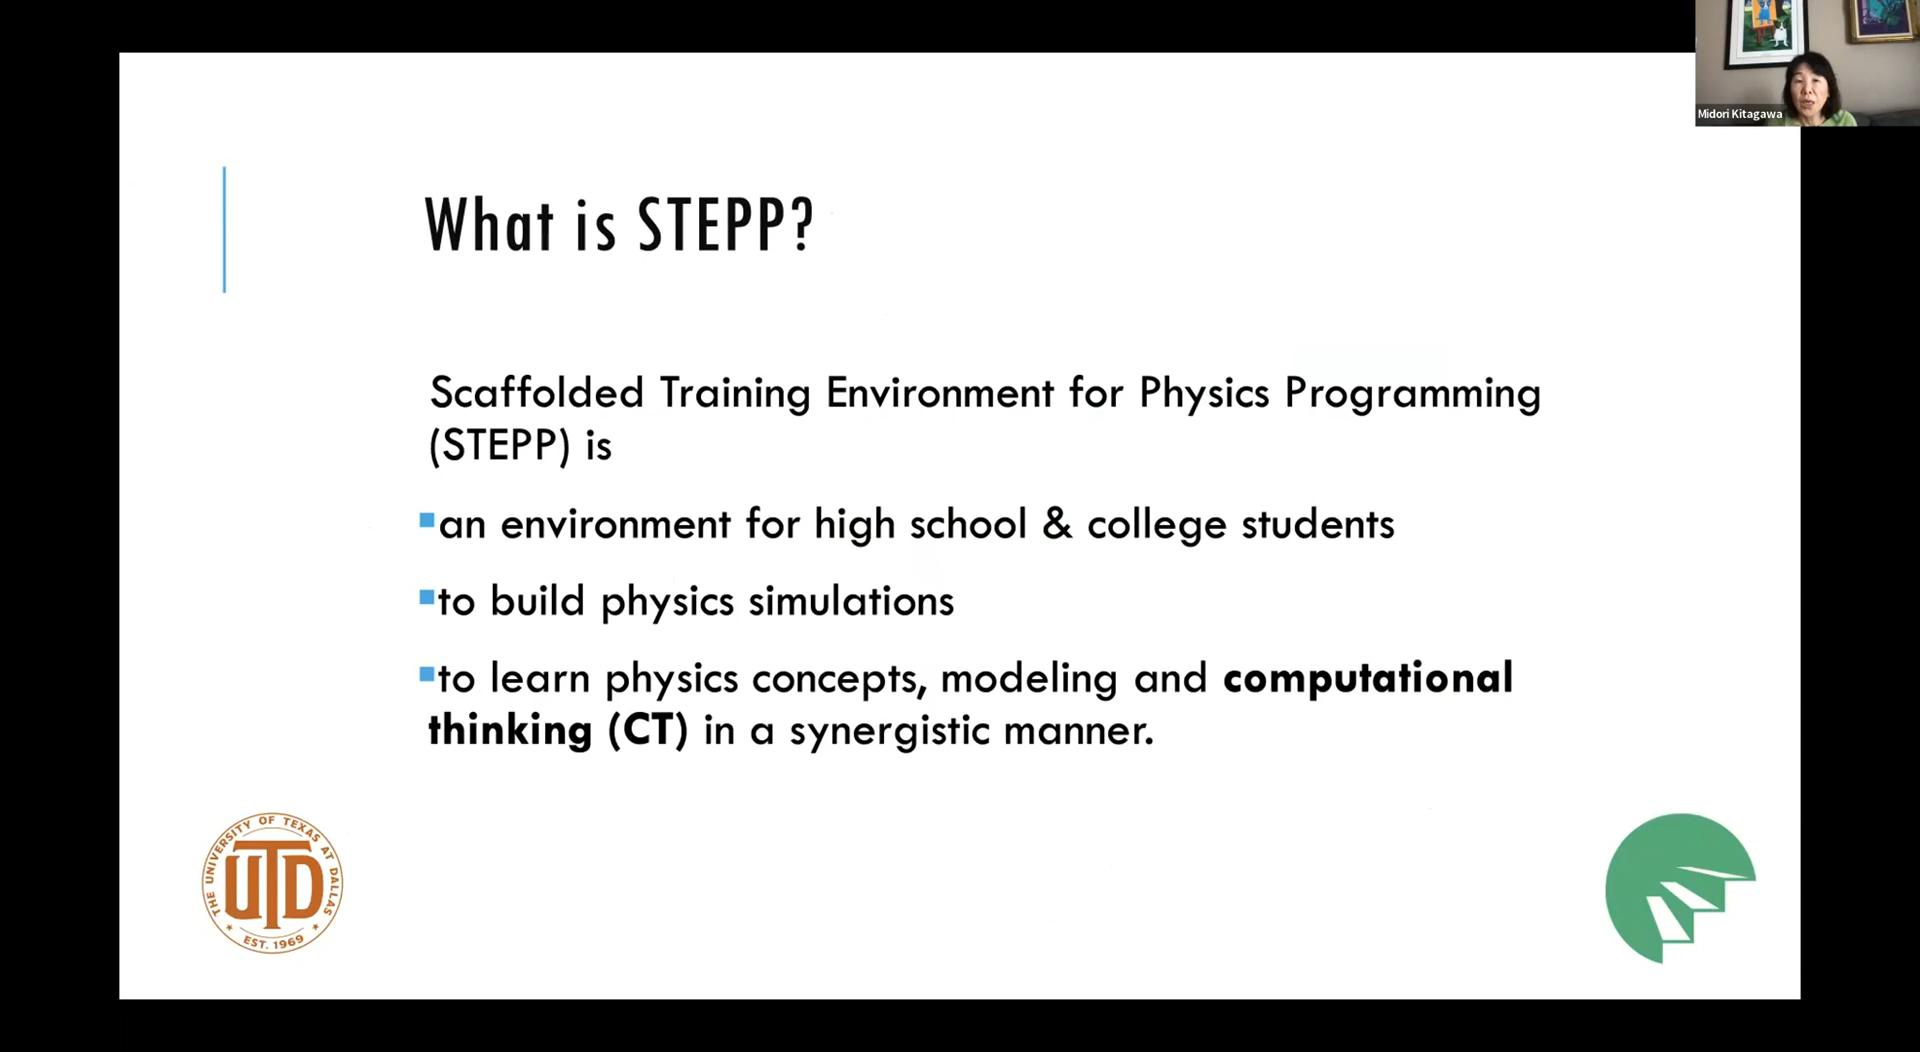 Midori Kitagawa
What is STEPP?
Scaffolded Training Environment for Physics Programming
(STEPP) is
▪an environment for high school & college students
▪to build physics simulations
▪to learn physics concepts, modeling and computational
thinking (CT) in a synergistic manner.
THE UNIVERSITY OF TEXAS AT DALLAS
UTD
EST. 1969